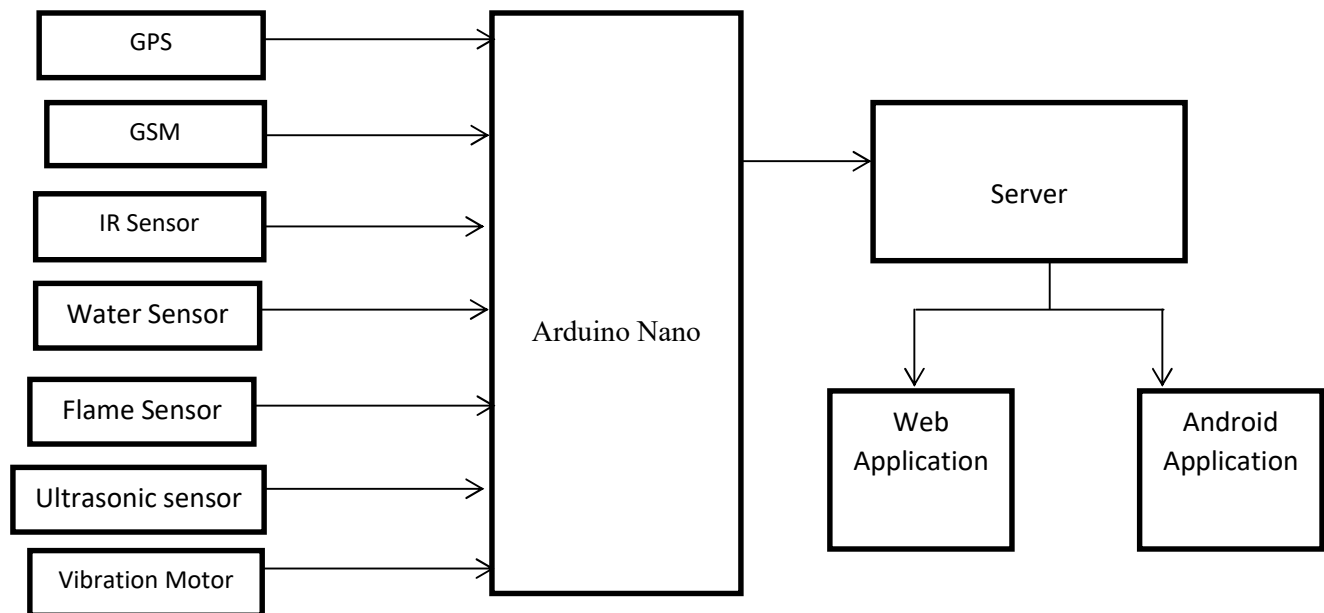 GPS
GSM
IR Sensor
Water Sensor
Flame Sensor
Ultrasonic sensor
Vibration Motor
Arduino Nano
Server
Web
Application
Android
Application